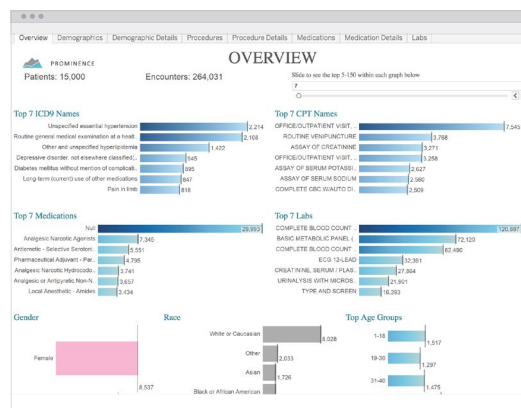 Overview Demographics Demographic Details Procedures Procedure Details Medications Medication Details Labs
PROMINENCE
OVERVIEW
Patients: 15,000
Encounters: 264,031
Slide to see the top 5-150 within each graph below
7
Top 7 ICD9 Names
Unspecified essential hypertension 2,214
Routine general medical examination at a healt.. 2,108
Other and unspecified hyperlipidemia 1,422
Depressive disorder, not elsewhere classified(.. 945
Diabetes mellitus without mention of complicati.. 895
Long-term (current) use of other medications 847
Pain in limb 818
Top 7 CPT Names
OFFICE/OUTPATIENT VISIT, .. 7,545
ROUTINE VENIPUNCTURE 3,768
ASSAY OF CREATININE 3,271
OFFICE/OUTPATIENT VISIT, .. 3,258
ASSAY OF SERUM POTASSI.. 2,627
ASSAY OF SERUM SODIUM 2,560
COMPLETE CBC W/AUTO DI.. 2,509
Top 7 Medications
Null 29,993
Analgesic Narcotic Agonists 7,345
Antiemetic - Selective Serotoni.. 5,551
Pharmaceutical Adjuvant - Par.. 4,795
Analgesic Narcotic Hydrocodo.. 3,741
Analgesic or Antipyretic Non-N.. 3,657
Local Anesthetic - Amides 3,434
Top 7 Labs
COMPLETE BLOOD COUNT .. 120,697
BASIC METABOLIC PANEL (.. 72,120
COMPLETE BLOOD COUNT .. 62,480
ECG 12-LEAD 32,361
CREATININE, SERUM / PLAS.. 27,864
URINALYSIS WITH MICROS.. 21,901
TYPE AND SCREEN 16,393
Gender
Female
8,537
Race
White or Caucasian 8,028
Other 2,033
Asian 1,726
Black or African American
Top Age Groups
1-18 1,517
19-30 1,297
31-40 1,475